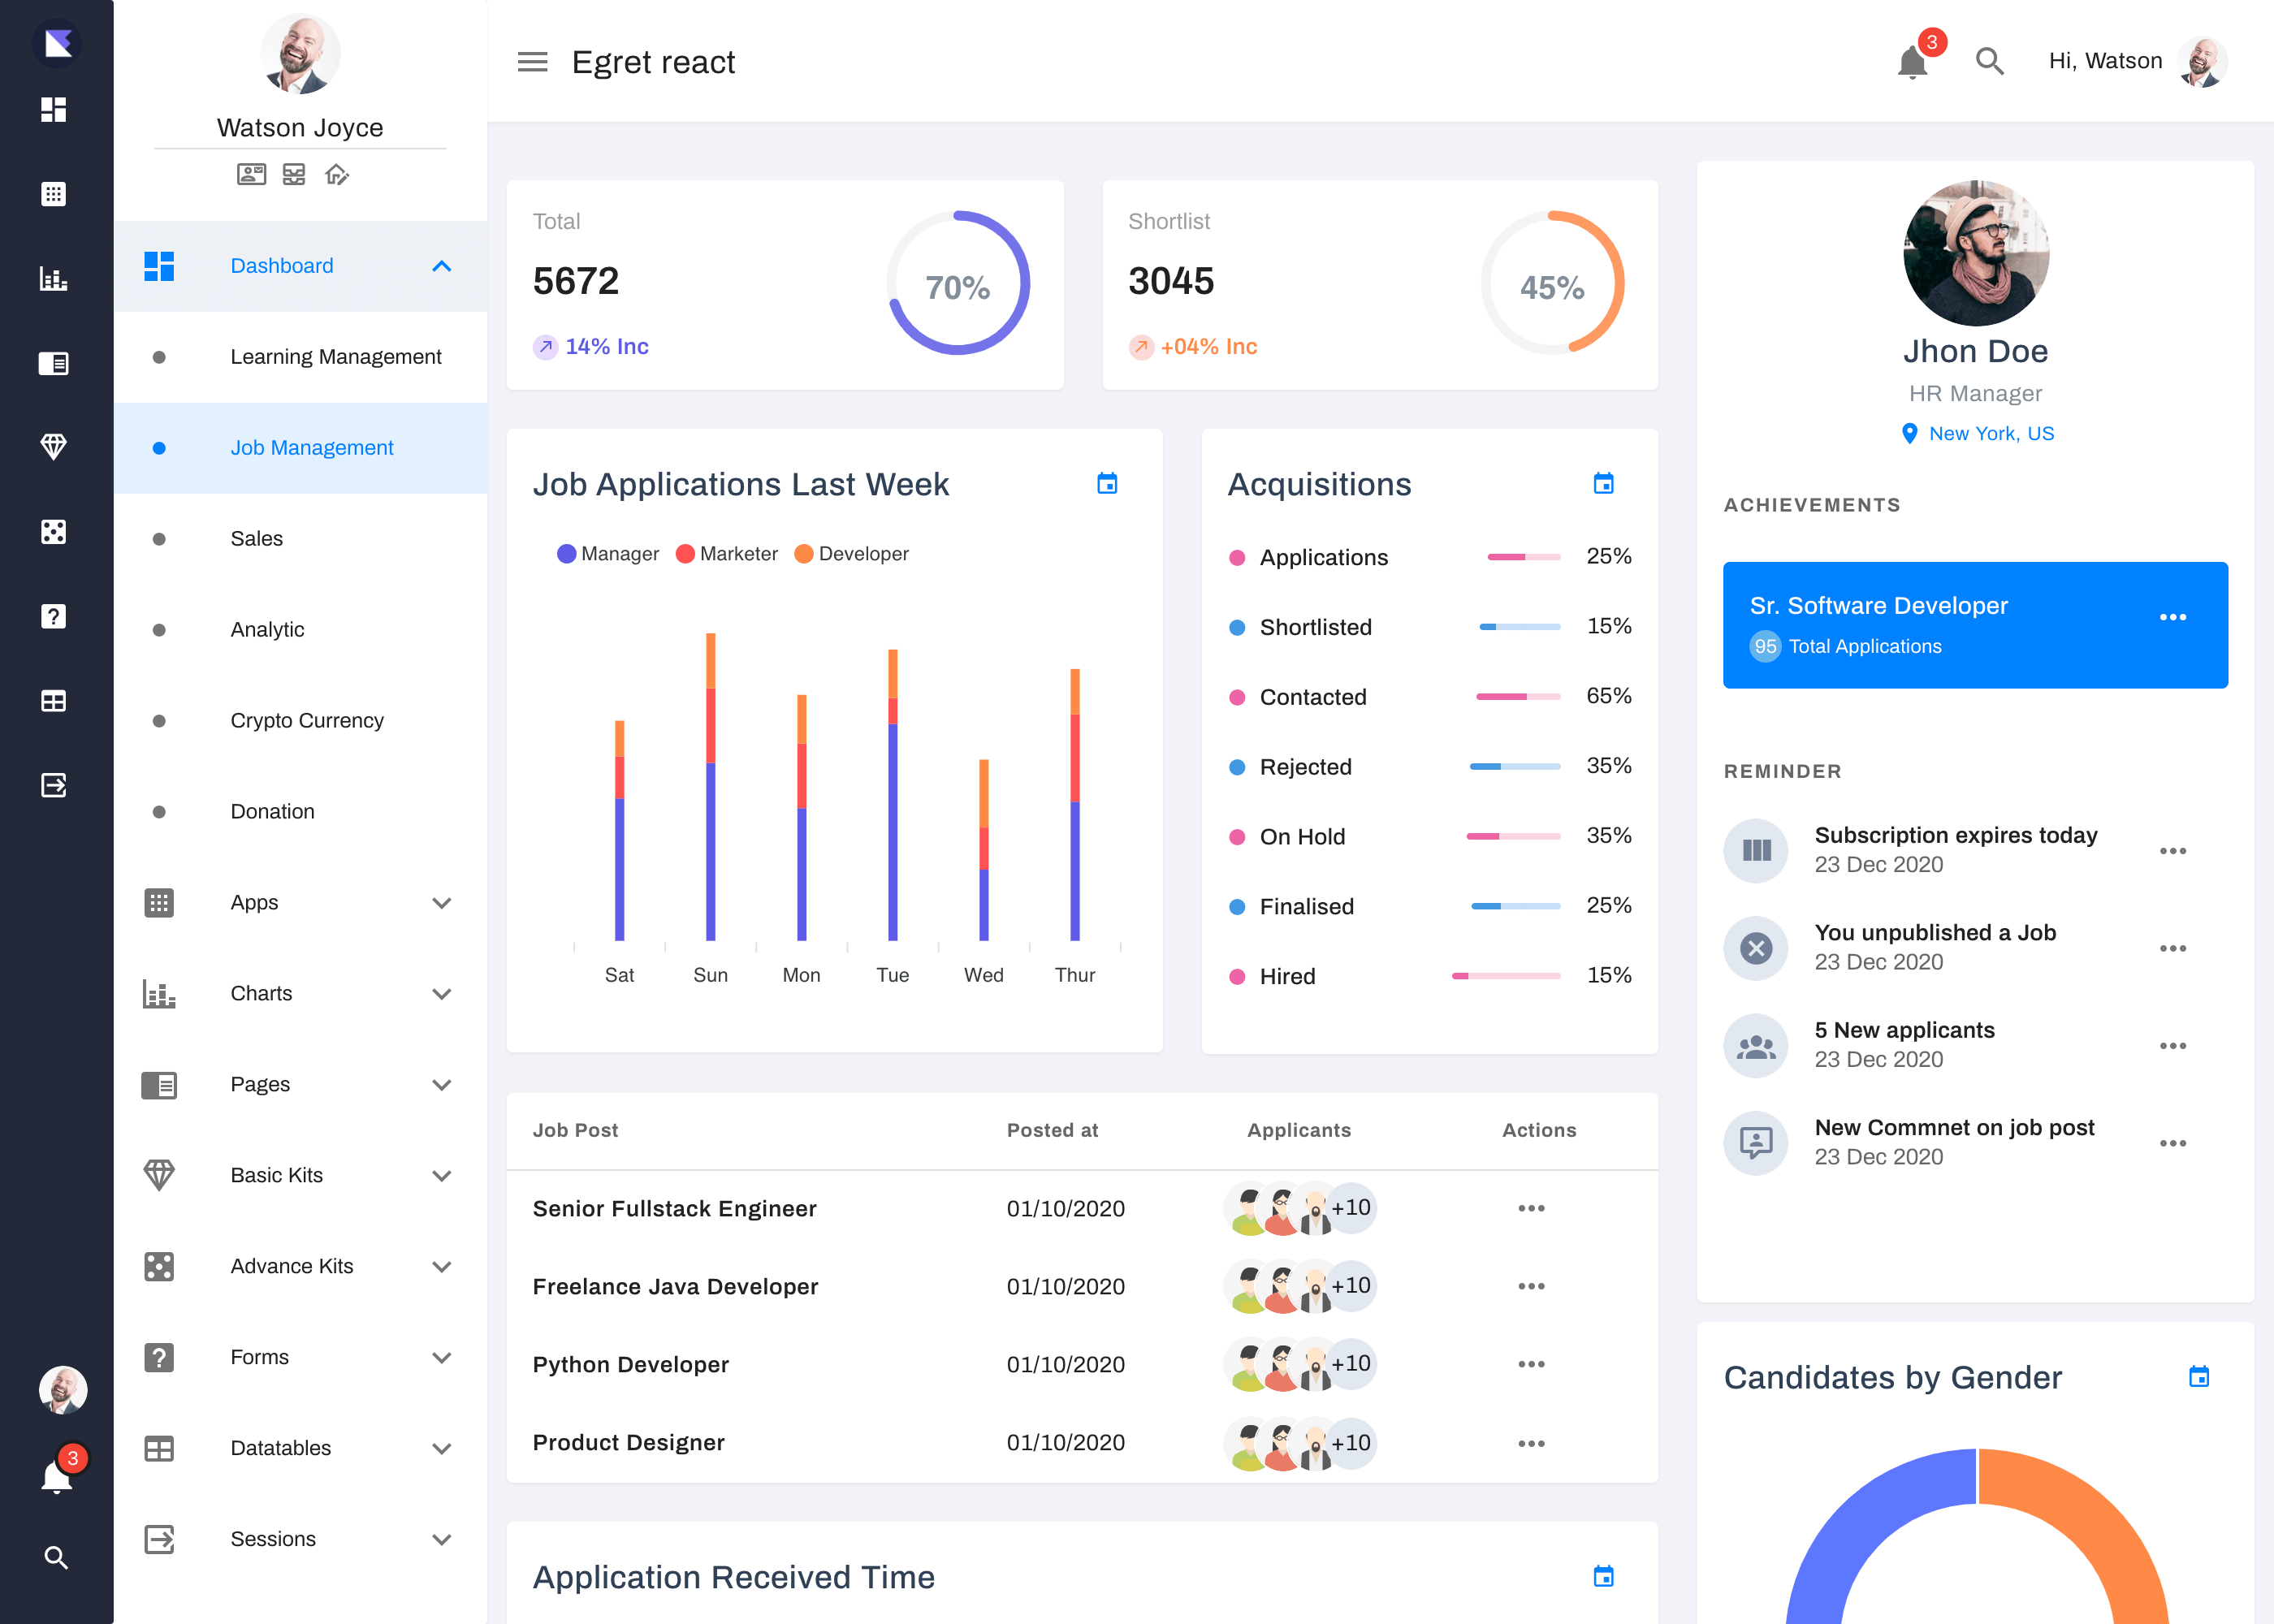 Watson Joyce
Dashboard
Learning Management
Job Management
Sales
Analytic
Crypto Currency
Donation
Apps
Charts
Pages
Basic Kits
Advance Kits
?
Forms
Datatables
Sessions
?
3
Egret react
3
Hi, Watson
Total
5672
14% Inc
70%
Shortlist
3045
+04% Inc
45%
Job Applications Last Week
Manager Marketer Developer
Sat Sun Mon Tue Wed Thur
Acquisitions
Applications 25%
Shortlisted 15%
Contacted 65%
Rejected 35%
On Hold 35%
Finalised 25%
Hired 15%
Job Post Posted at Applicants Actions
Senior Fullstack Engineer 01/10/2020 +10
Freelance Java Developer 01/10/2020 +10
Python Developer 01/10/2020 +10
Product Designer 01/10/2020 +10
Application Received Time
Jhon Doe
HR Manager
New York, US
ACHIEVEMENTS
Sr. Software Developer
95 Total Applications
REMINDER
Subscription expires today
23 Dec 2020
You unpublished a Job
23 Dec 2020
5 New applicants
23 Dec 2020
New Commnet on job post
23 Dec 2020
Candidates by Gender